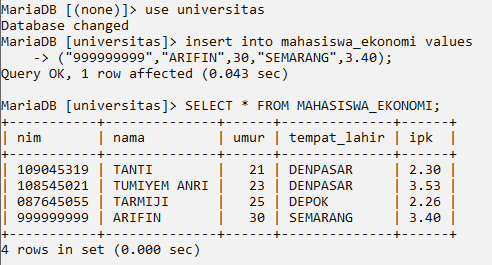 MariaDB [(none)]> use universitas
Database changed
MariaDB [universitas]> insert into mahasiswa_ekonomi values
    -> ("999999999","ARIFIN",30,"SEMARANG",3.40);
Query OK, 1 row affected (0.043 sec)

MariaDB [universitas]> SELECT * FROM MAHASISWA_EKONOMI;
+-----------+--------------+------+--------------+------+
| nim       | nama         | umur | tempat_lahir | ipk  |
+-----------+--------------+------+--------------+------+
| 109045319 | TANTI        |   21 | DENPASAR     | 2.30 |
| 108545021 | TUMIYEM ANRI |   23 | DENPASAR     | 3.53 |
| 087645055 | TARMIJI      |   25 | DEPOK        | 2.26 |
| 999999999 | ARIFIN       |   30 | SEMARANG     | 3.40 |
+-----------+--------------+------+--------------+------+
4 rows in set (0.000 sec)